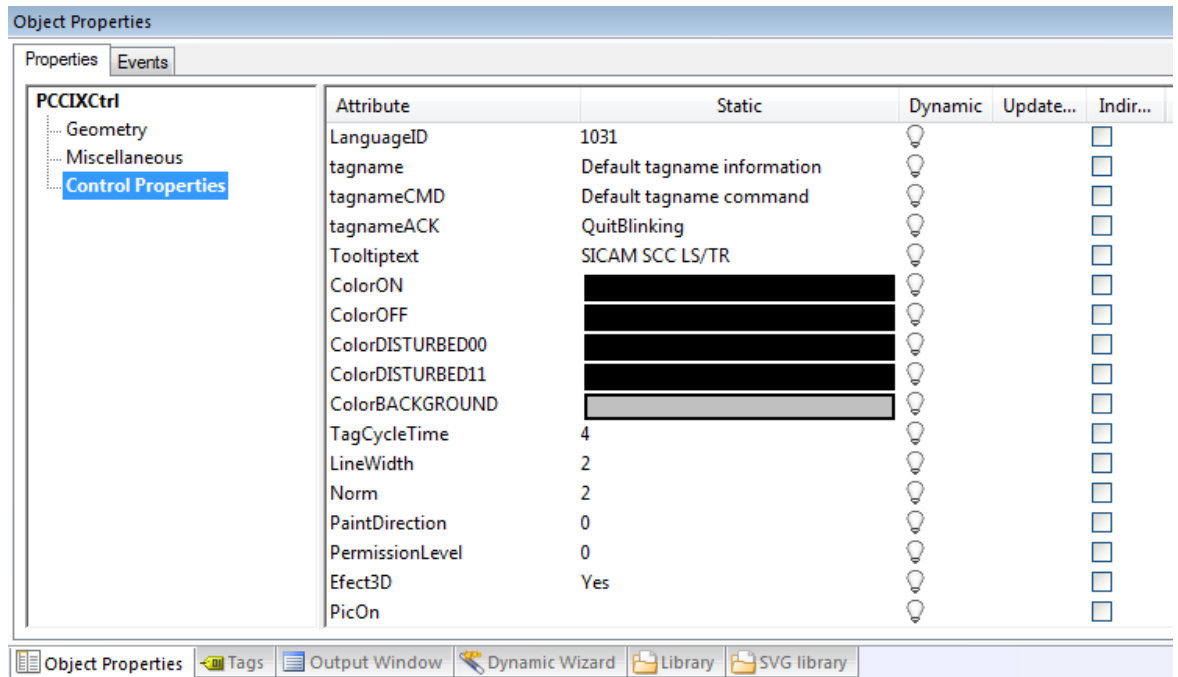 Object Properties
Properties Events
PCCIXCtrl
Geometry
Miscellaneous
Control Properties
Attribute Static Dynamic Update... Indir...
LanguageID 1031
tagname Default tagname information
tagnameCMD Default tagname command
tagnameACK QuitBlinking
Tooltiptext SICAM SCC LS/TR
ColorON
ColorOFF
ColorDISTURBED00
ColorDISTURBED11
ColorBACKGROUND
TagCycleTime 4
LineWidth 2
Norm 2
PaintDirection 0
PermissionLevel 0
Efect3D Yes
PicOn
Object Properties Tags Output Window Dynamic Wizard Library SVG library